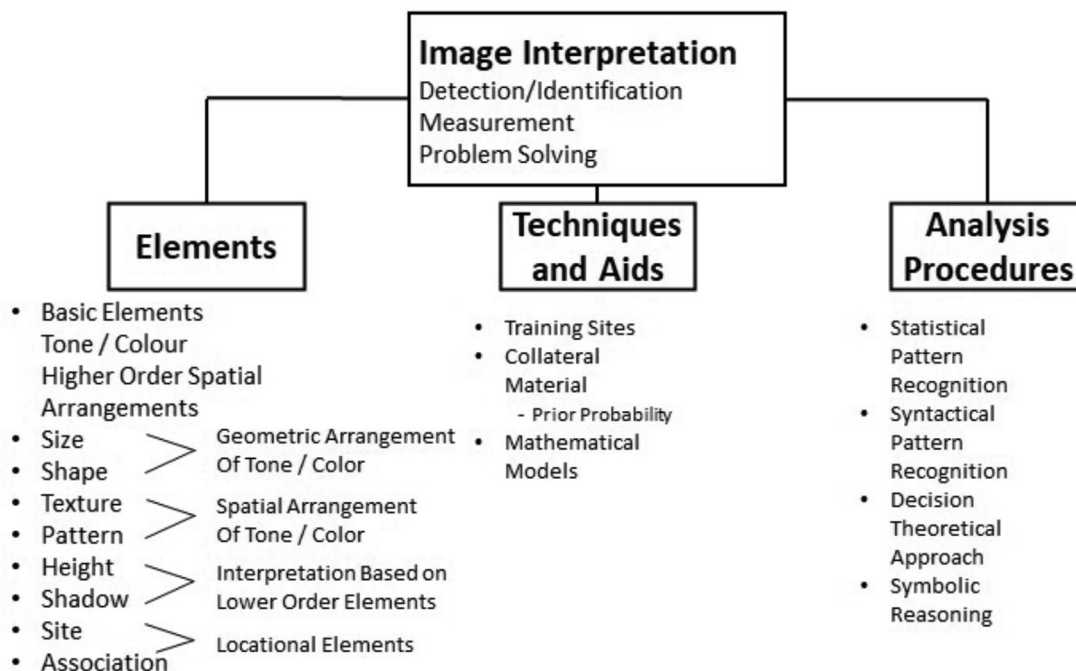 Image Interpretation
Detection/Identification
Measurement
Problem Solving
Elements
• Basic Elements
Tone / Colour
Higher Order Spatial
Arrangements
• Size
• Shape
Geometric Arrangement
Of Tone / Color
• Texture
• Pattern
Spatial Arrangement
Of Tone / Color
• Height
• Shadow
Interpretation Based on
Lower Order Elements
• Site
• Association
Locational Elements
Techniques
and Aids
• Training Sites
• Collateral
Material
- Prior Probability
• Mathematical
Models
Analysis
Procedures
• Statistical
Pattern
Recognition
• Syntactical
Pattern
Recognition
• Decision
Theoretical
Approach
• Symbolic
Reasoning